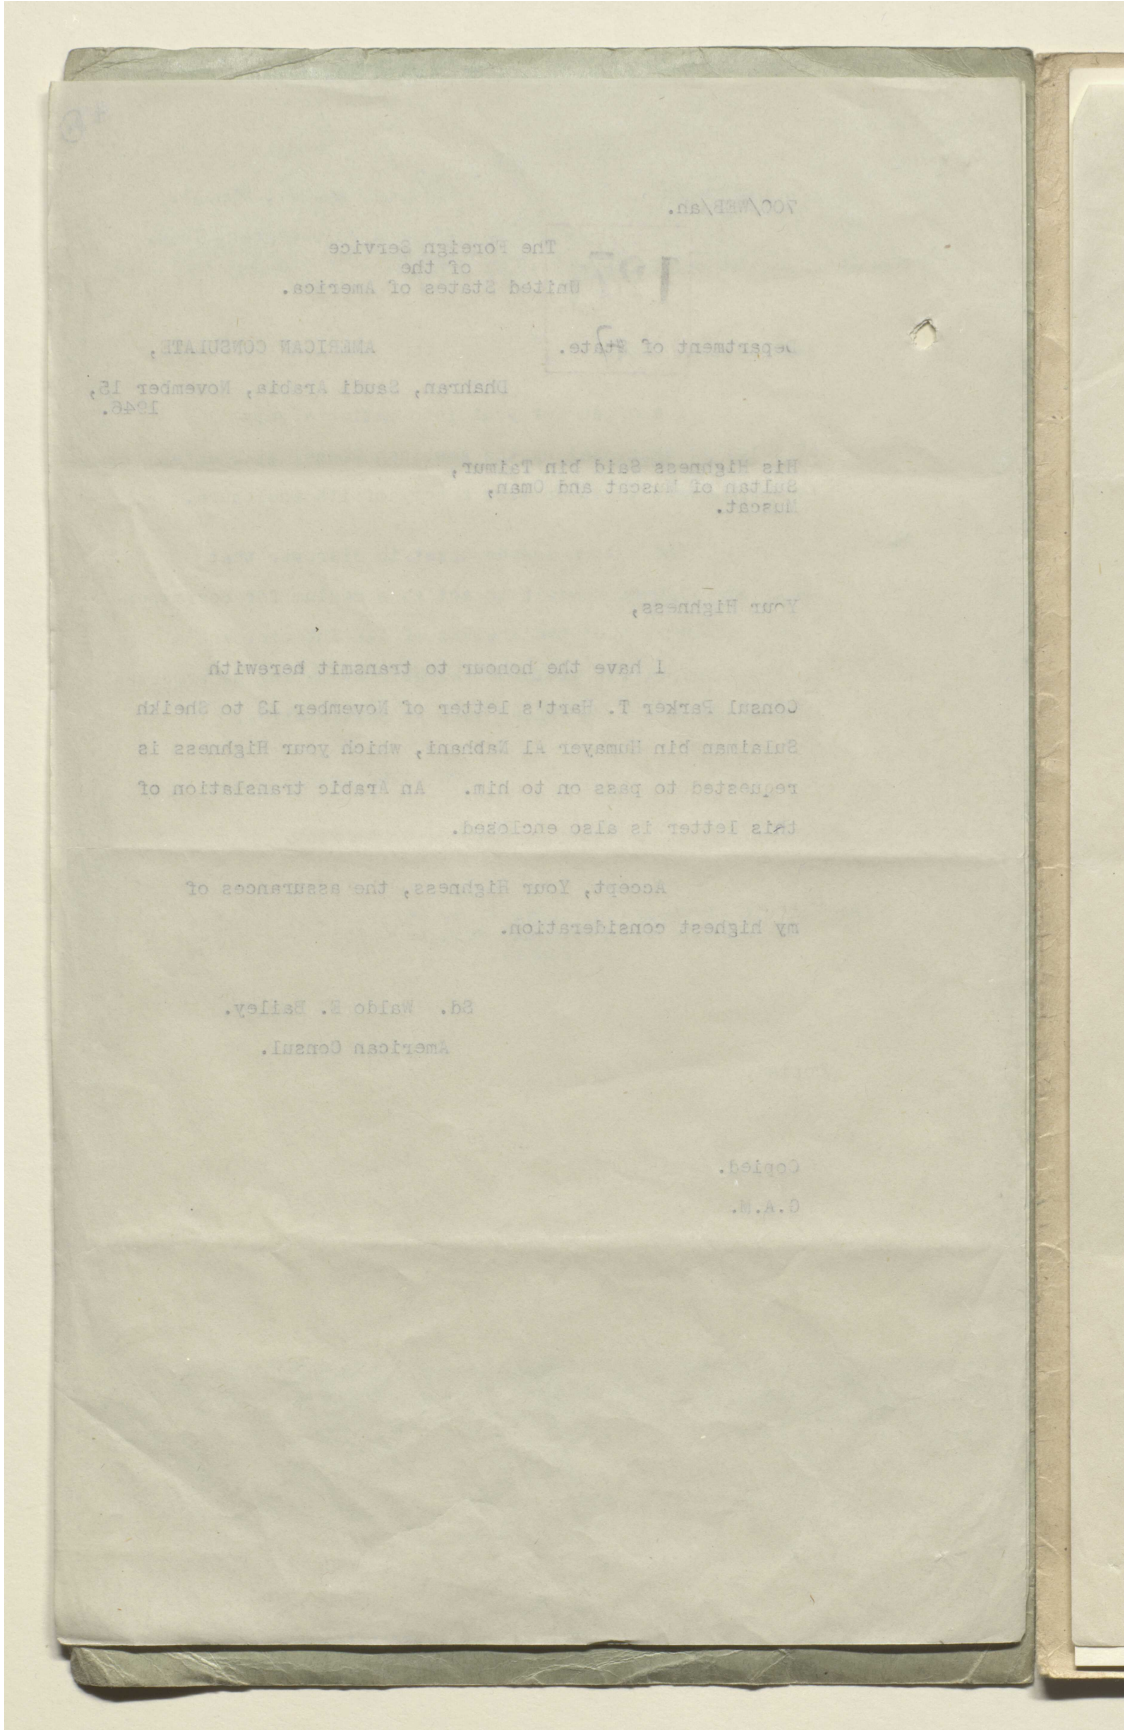 700/WEB/ah.
The Foreign Service
of the
United States of America.
Department of State.
AMERICAN CONSULATE,
Dhahran, Saudi Arabia, November 15,
1946.
His Highness Said bin Taimur,
Sultan of Muscat and Oman,
Muscat.
Your Highness,
I have the honour to transmit herewith
Consul Parker T. Hart's letter of November 13 to Sheikh
Sulaiman bin Humayer Al Nabhani, which your Highness is
requested to pass on to him. An Arabic translation of
this letter is also enclosed.
Accept, Your Highness, the assurances of
my highest consideration.
Sd. Waldo E. Bailey.
American Consul.
Copied.
G.A.M.